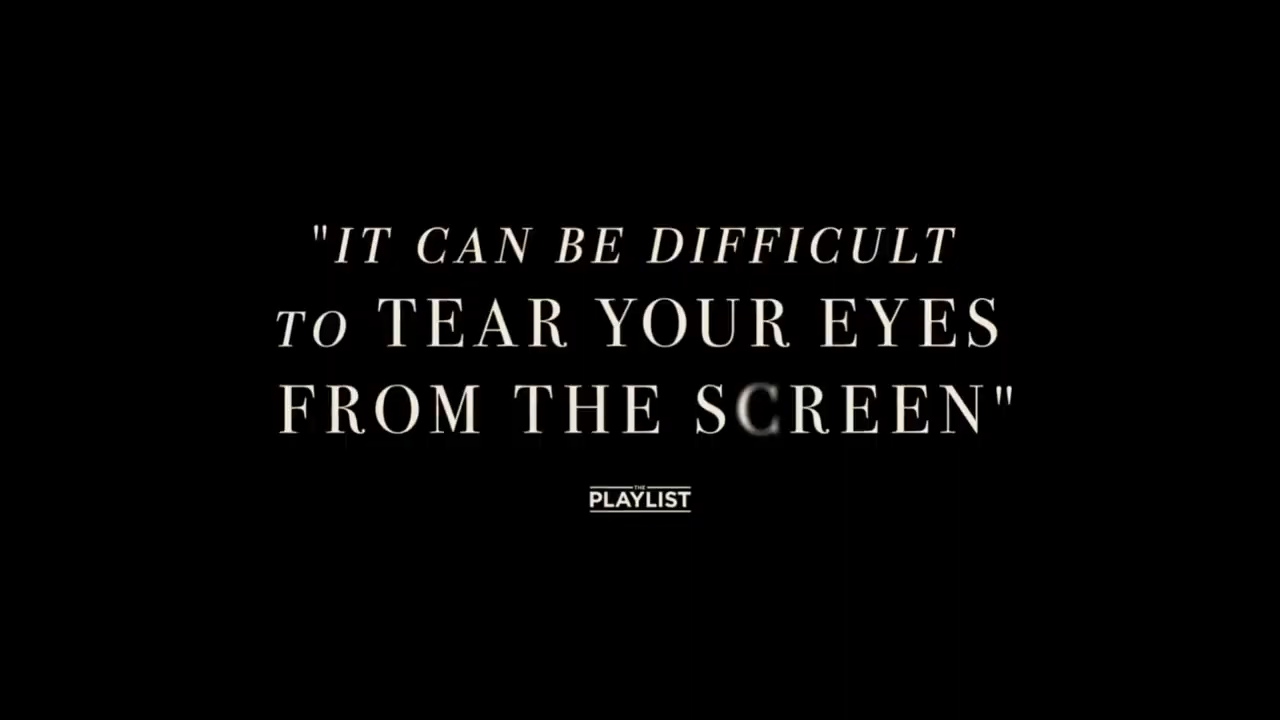 "IT CAN BE DIFFICULT
TO TEAR YOUR EYES
FROM THE SCREEN"
THE
PLAYLIST